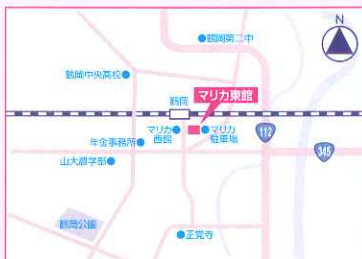 N
鶴岡第二中
鶴岡中央高校
鶴岡
マリカ東館
マリカ
西館
マリカ
駐車場
112
年金事務所
345
山大農学部
鶴岡公園
正覚寺